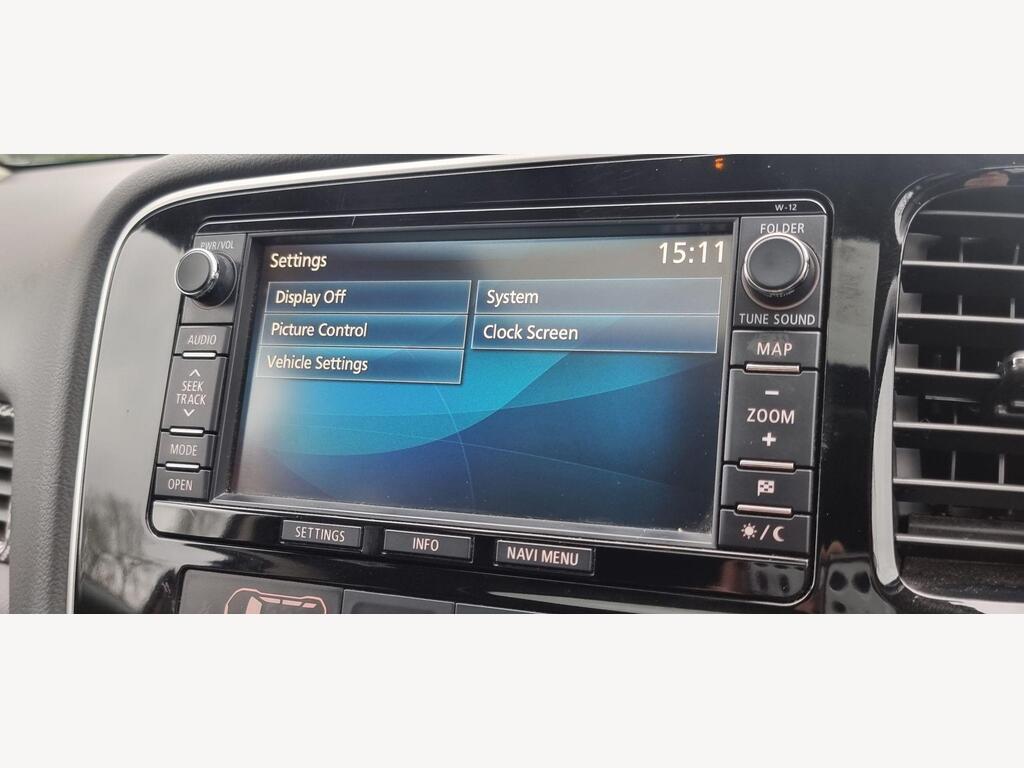 W-12
PWR/VOL
FOLDER
Settings
15:11
Display Off
System
Picture Control
Clock Screen
Vehicle Settings
TUNE SOUND
AUDIO
MAP
SEEK
TRACK
ZOOM
MODE
OPEN
SETTINGS
INFO
NAVI MENU